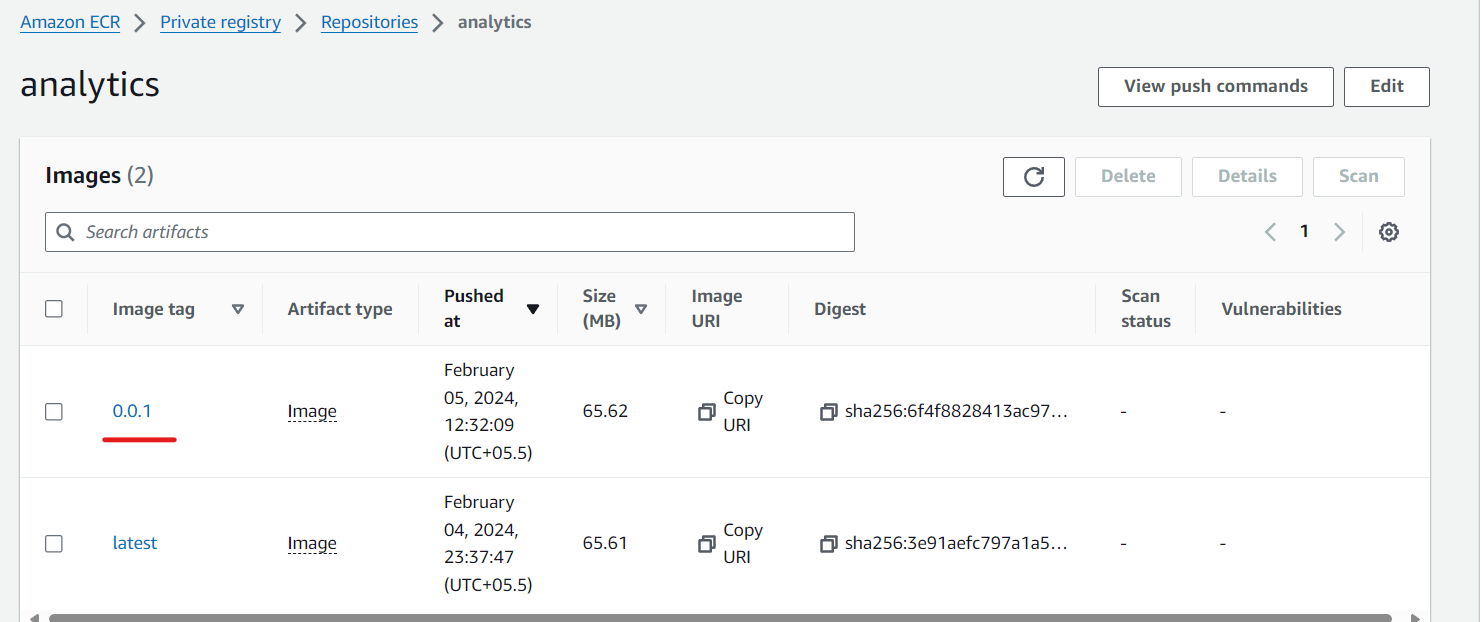 Amazon ECR > Private registry > Repositories > analytics
analytics
View push commands
Edit
Images (2)
Delete
Details
Scan
Search artifacts
1
Image tag
Artifact type
Pushed
at
Size
(MB)
Image
URI
Digest
Scan
status
Vulnerabilities
0.0.1
Image
February
05, 2024,
12:32:09
(UTC+05.5)
65.62
Copy
URI
sha256:6f4f8828413ac97...
-
-
latest
Image
February
04, 2024,
23:37:47
(UTC+05.5)
65.61
Copy
URI
sha256:3e91aefc797a1a5...
-
-